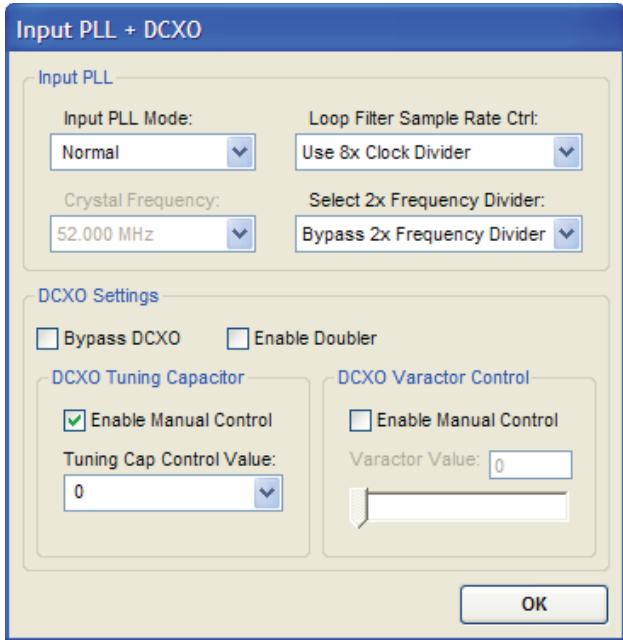 Input PLL + DCXO
Input PLL
Input PLL Mode:
Normal
Loop Filter Sample Rate Ctrl:
Use 8x Clock Divider
Crystal Frequency:
52.000 MHz
Select 2x Frequency Divider:
Bypass 2x Frequency Divider
DCXO Settings
Bypass DCXO
Enable Doubler
DCXO Tuning Capacitor
Enable Manual Control
Tuning Cap Control Value:
0
DCXO Varactor Control
Enable Manual Control
Varactor Value: 0
OK